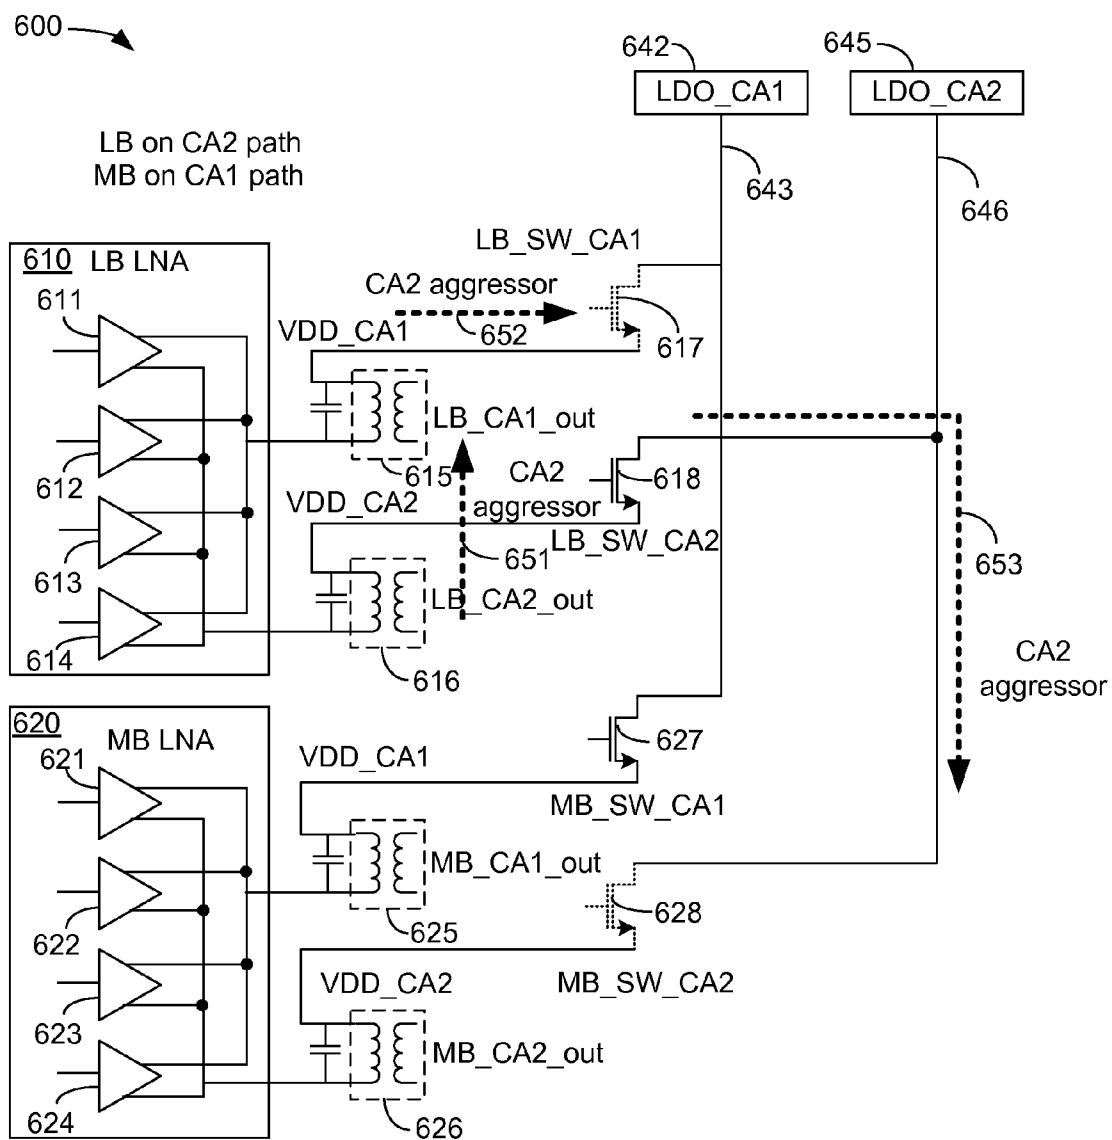 600
642
645
LDO_CA1
LDO_CA2
LB on CA2 path
MB on CA1 path
643
646
610 LB LNA
LB_SW_CA1
611
CA2 aggressor
652
VDD_CA1
617
LB_CA1_out
612
615
CA2
aggressor
618
VDD_CA2
LB_SW_CA2
651
653
613
LB_CA2_out
614
616
CA2
aggressor
620
MB LNA
627
621
VDD_CA1
MB_SW_CA1
MB_CA1_out
628
622
625
VDD_CA2
MB_SW_CA2
623
MB_CA2_out
624
626